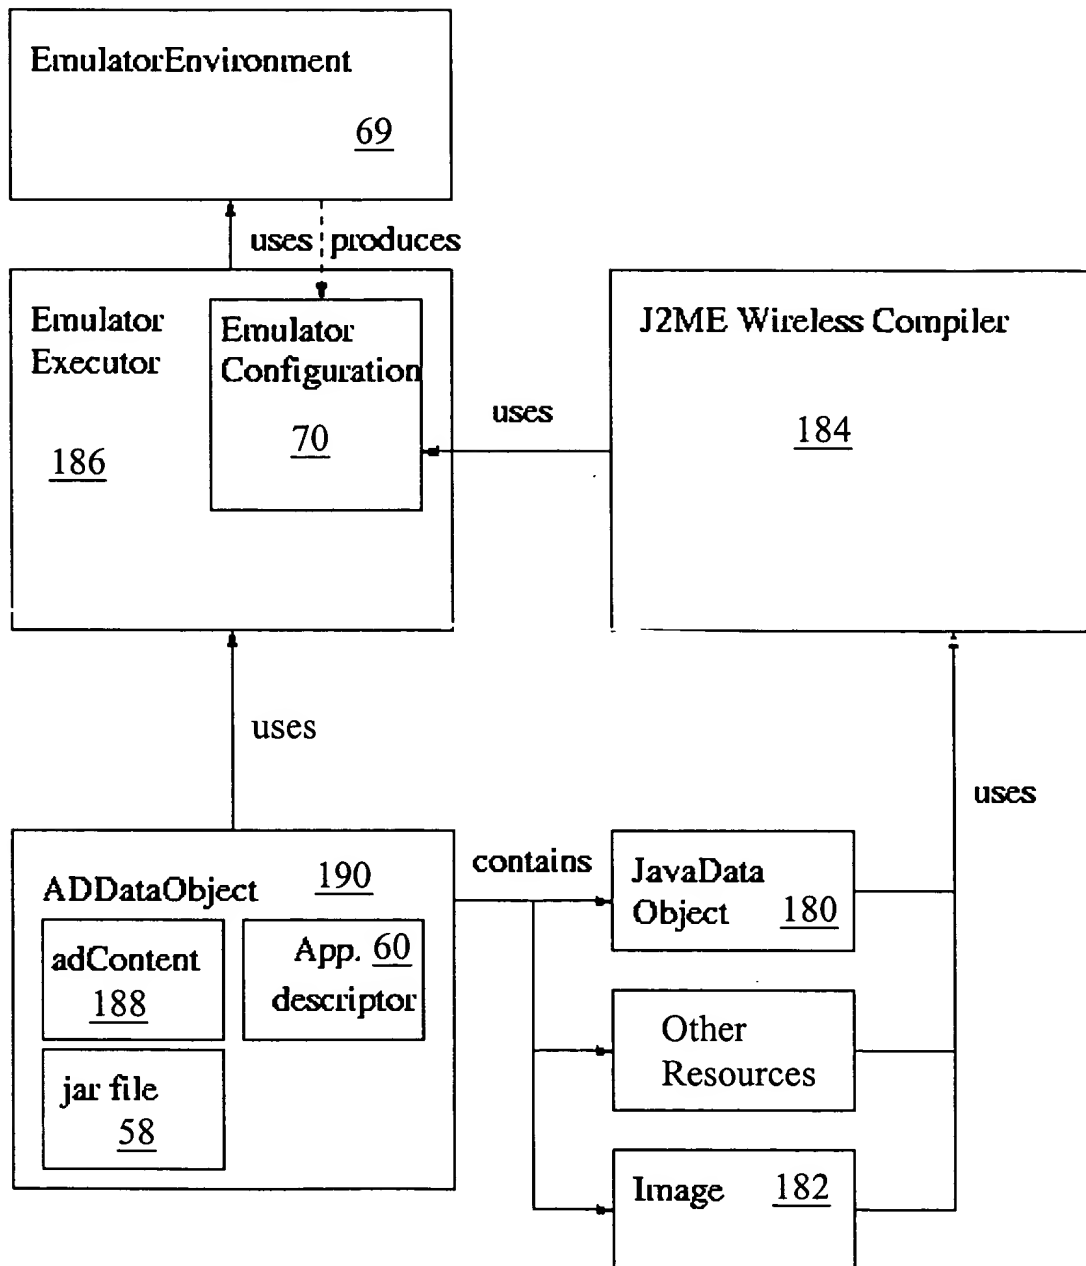 EmulatorEnvironment
69
uses produces
Emulator
Executor
186
Emulator
Configuration
70
uses
J2ME Wireless Compiler
184
uses
uses
ADDataObject 190
adContent
188
App. 60
descriptor
jar file
58
contains
JavaData
Object 180
Other
Resources
Image 182